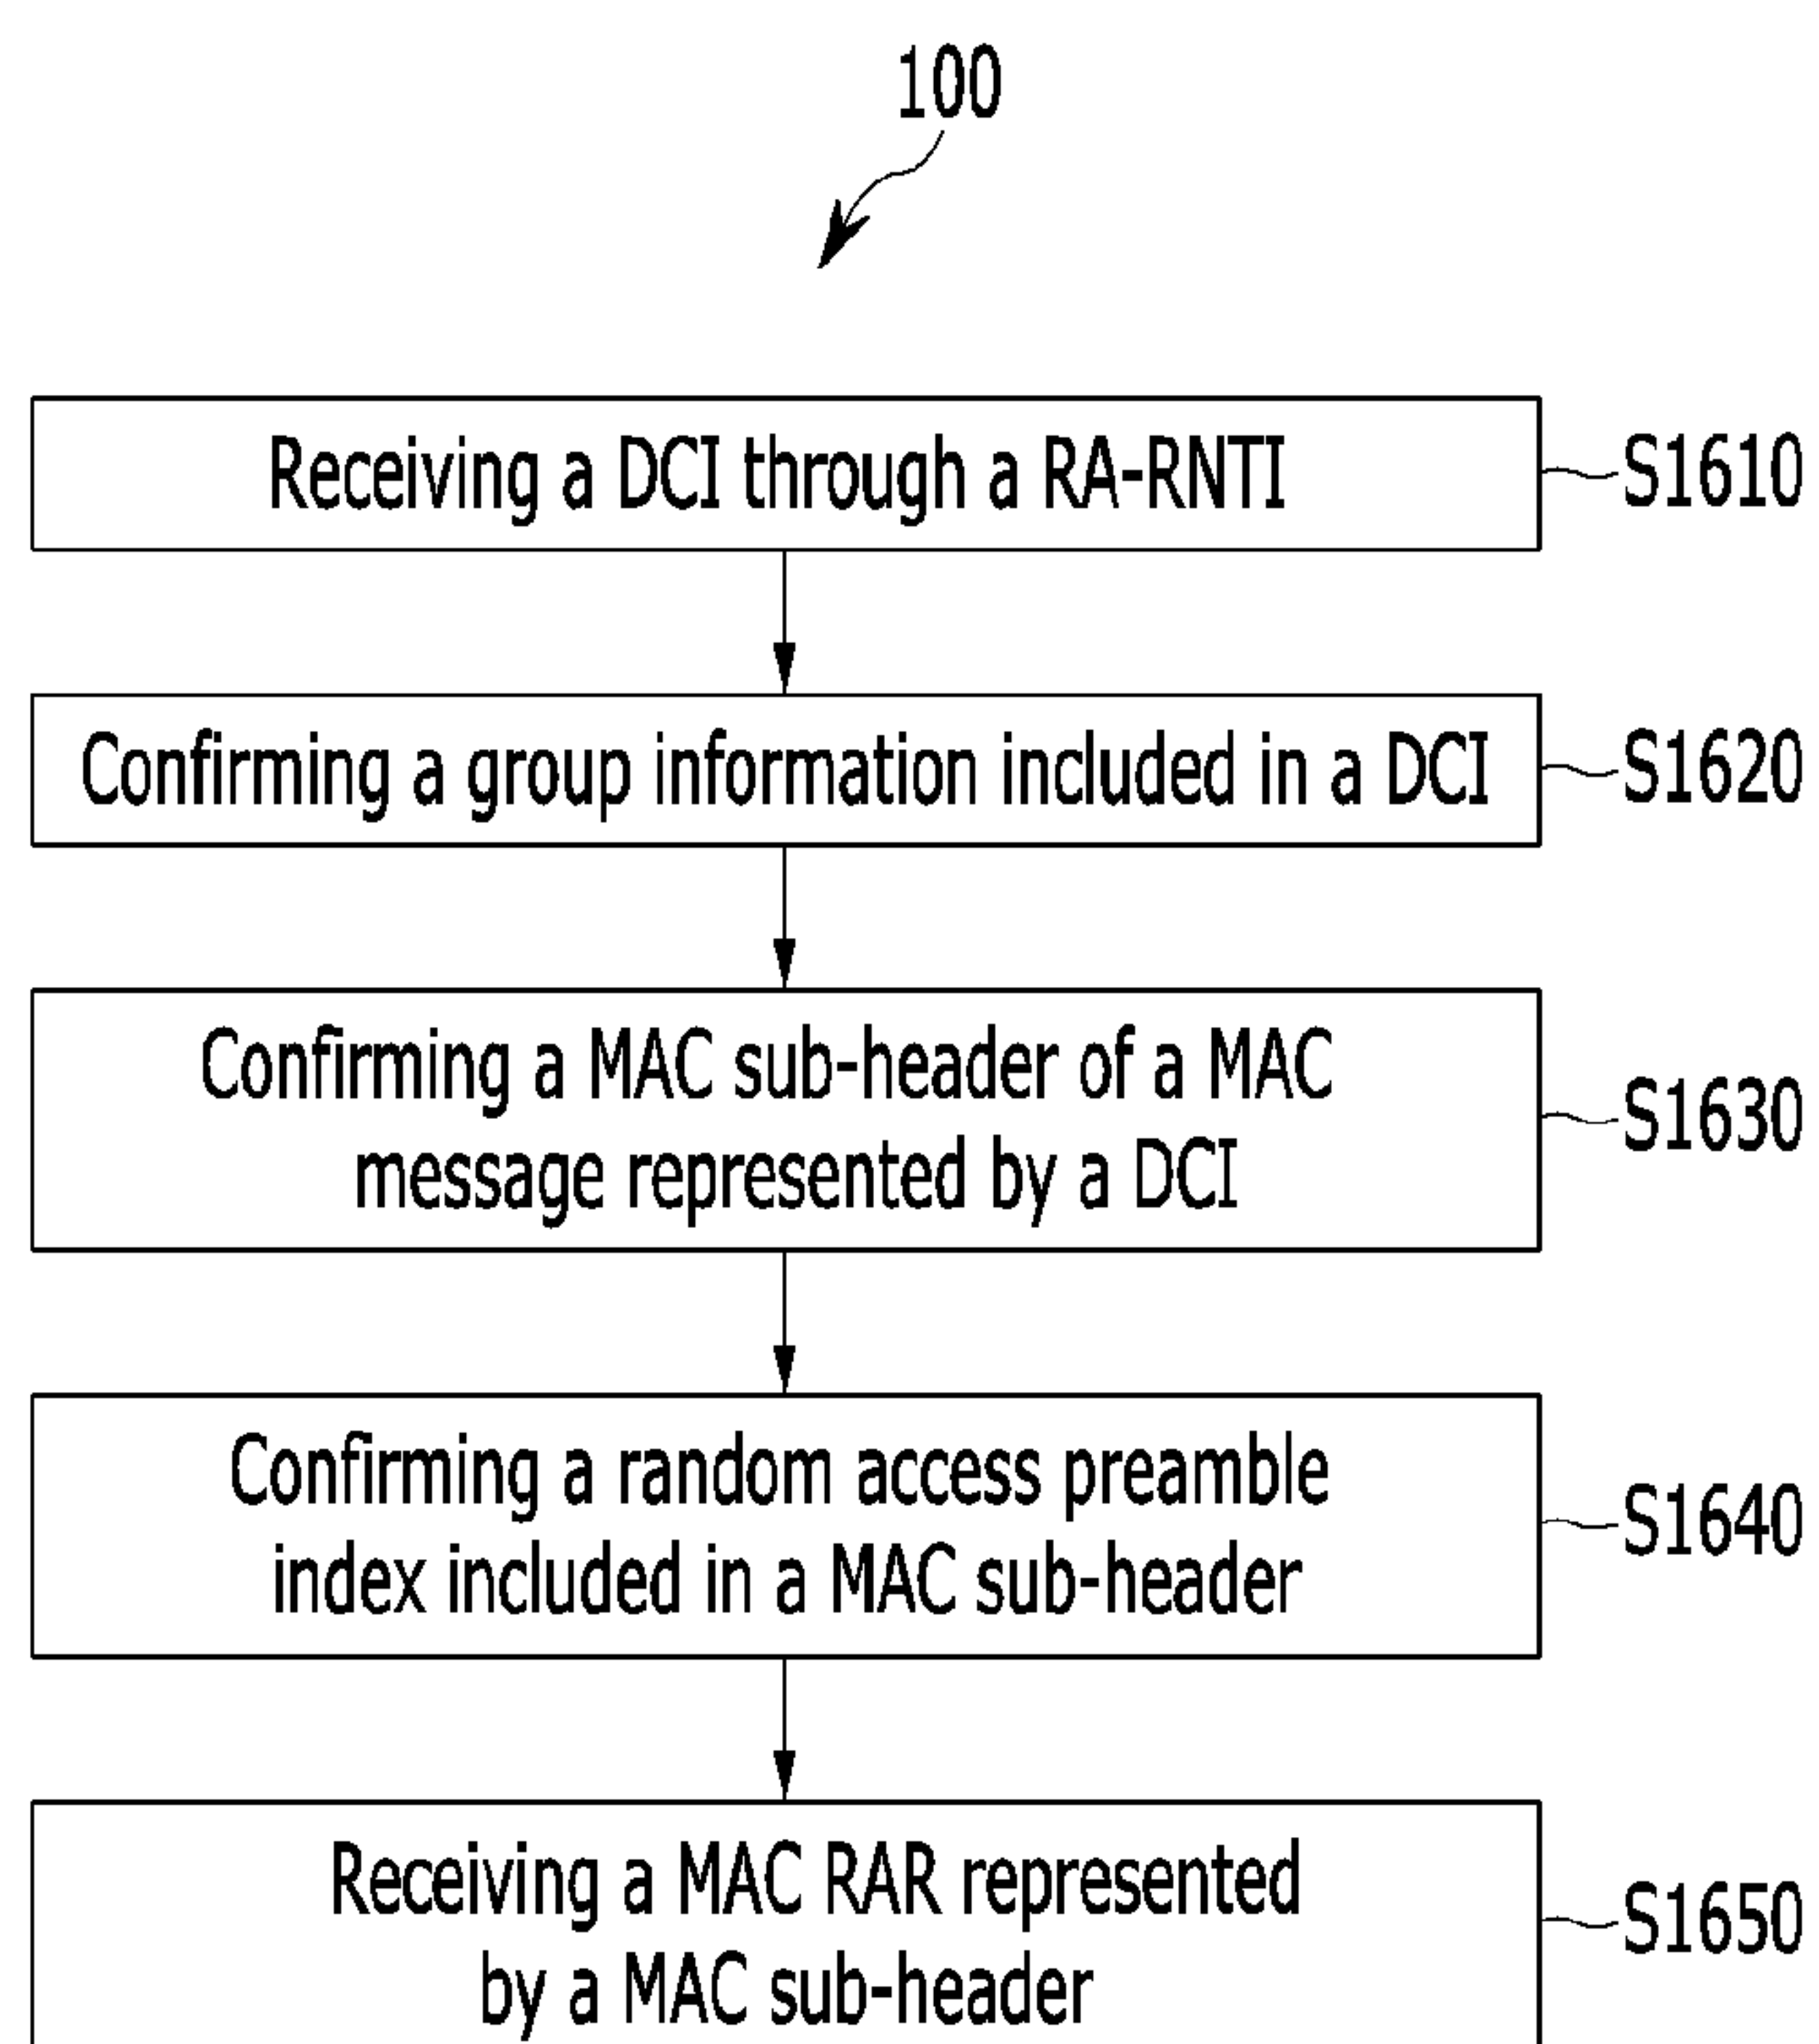 100
Receiving a DCI through a RA-RNTI
S1610
Confirming a group information included in a DCI
S1620
Confirming a MAC sub-header of a MAC
message represented by a DCI
S1630
Confirming a random access preamble
index included in a MAC sub-header
S1640
Receiving a MAC RAR represented
by a MAC sub-header
S1650